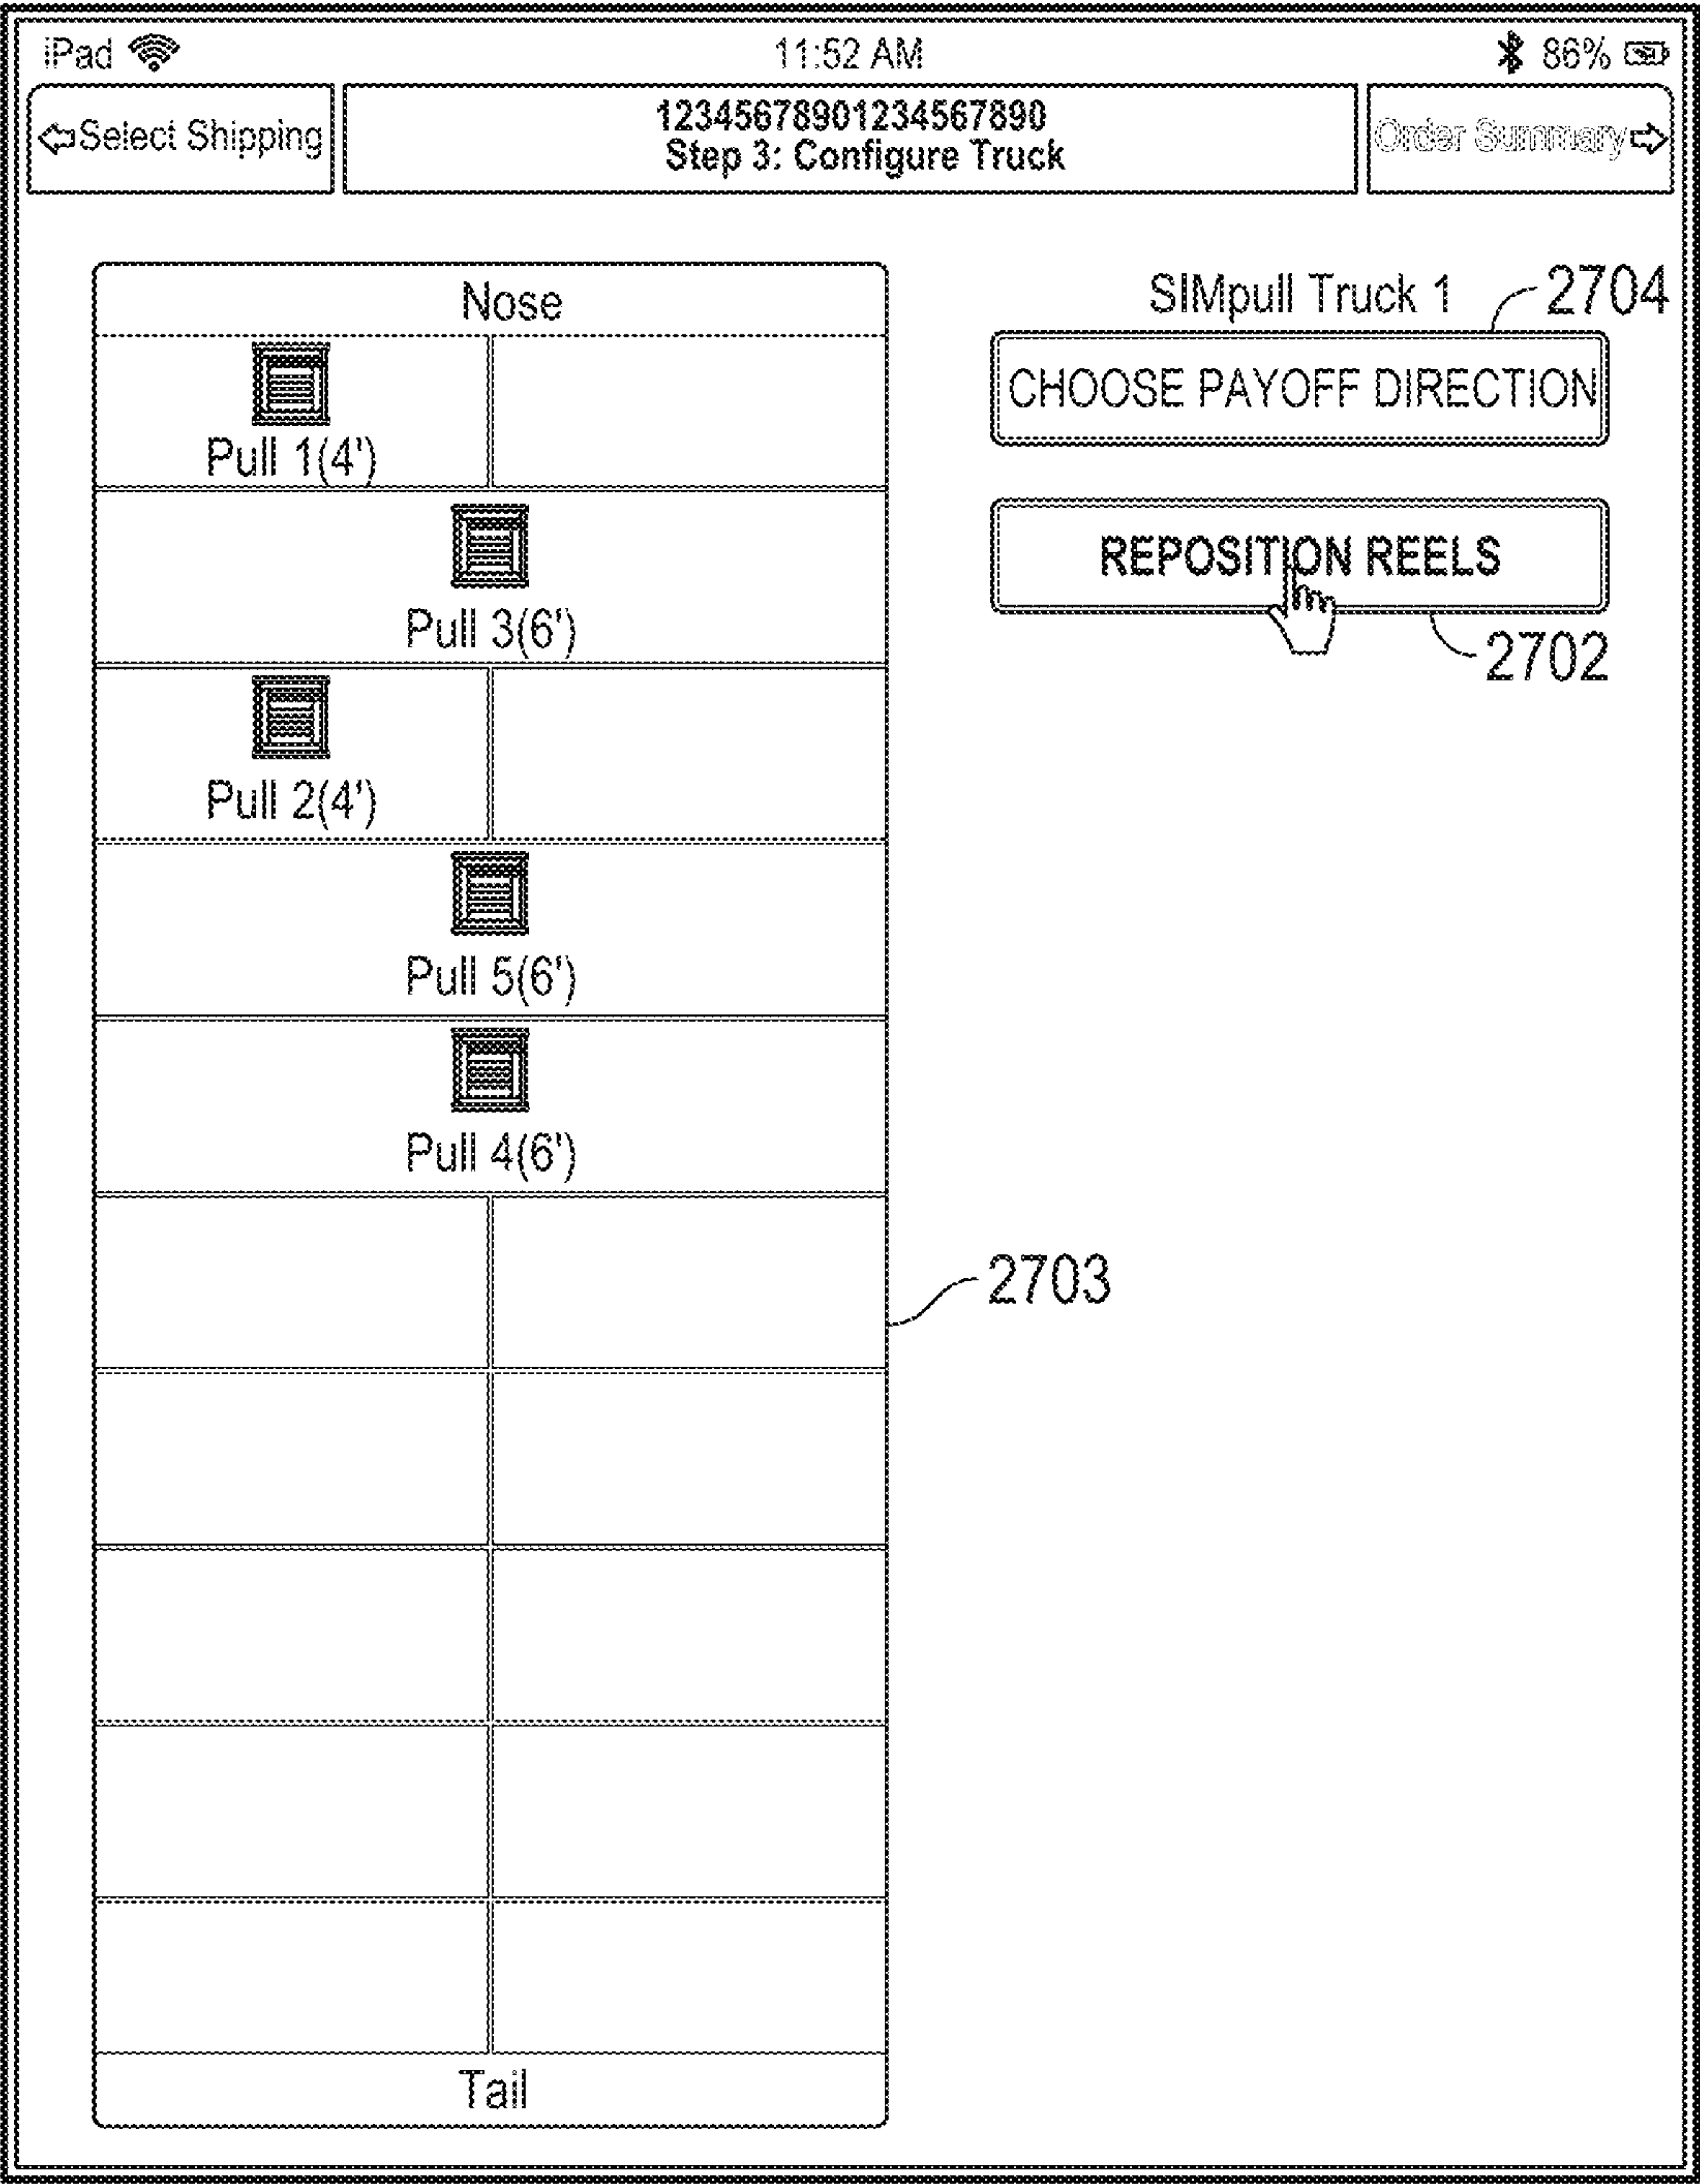 iPad 11:52 AM 86%
Select Shipping
12345678901234567890
Step 3: Configure Truck
Order Summary
Nose
SIMpull Truck 1 2704
CHOOSE PAYOFF DIRECTION
Pull 1(4')
REPOSITION REELS
Pull 3(6')
2702
Pull 2(4')
Pull 5(6')
Pull 4(6')
2703
Tail